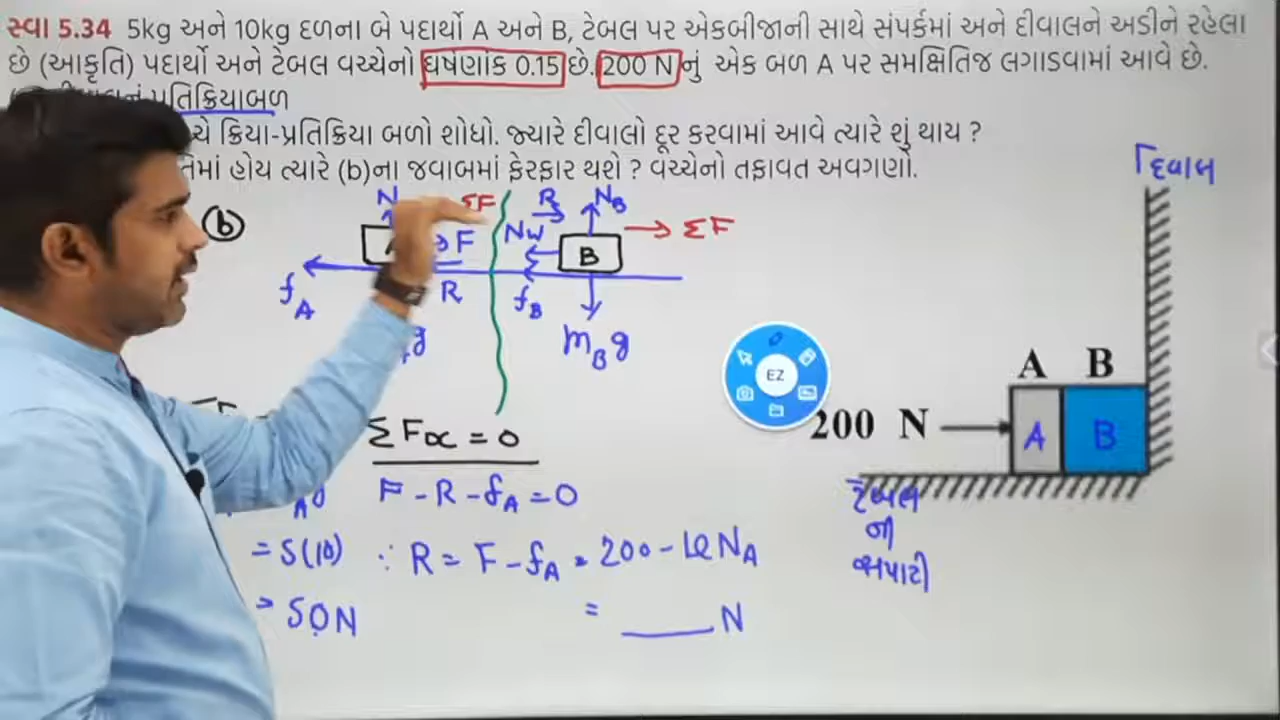 સ્વા 5.34 5kg અને 10kg દળના બે પદાર્થો A અને B, ટેબલ પર એકબીજાની સાથે સંપર્કમાં અને દીવાલને અડીને રહેલા
છે (આકૃતિ) પદાર્થો અને ટેબલ વચ્ચેનો ઘર્ષણાંક 0.15 છે. 200 N નું એક બળ A પર સમક્ષિતિજ લગાડવામાં આવે છે.
પ્રતિક્રિયાબળ
ક્રિયા-પ્રતિક્રિયા બળો શોધો. જ્યારે દીવાલો દૂર કરવામાં આવે ત્યારે શું થાય ?
હોય ત્યારે (b)ના જવાબમાં ફેરફાર થશે ? વચ્ચેનો તફાવત અવગણો.
દિવાલ
(b)
N ΣF R N_B
F N_W B ΣF
f_A R f_B
g m_B g
A B
200 N A B
ΣFx = 0
F - R - f_A = 0
ટેબલ
ની
સપાટી
= 5(10) ∵ R = F - f_A = 200 - μN_A
= 50N = ____ N
EZ